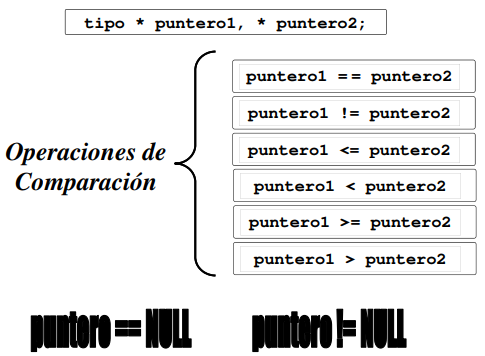 tipo * puntero1, * puntero2;
puntero1 == puntero2
puntero1 != puntero2
puntero1 <= puntero2
puntero1 < puntero2
puntero1 >= puntero2
puntero1 > puntero2
Operaciones de
Comparación
puntero == NULL
puntero != NULL